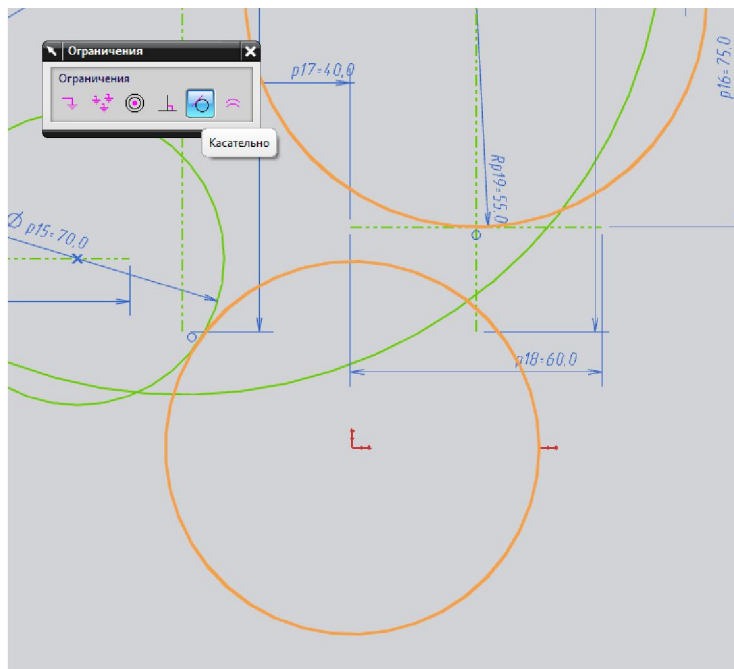 Ограничения
Ограничения
Касательно
p17=40,0
p16=75,0
Rp19=55,0
Ø p15=70,0
p18=60,0